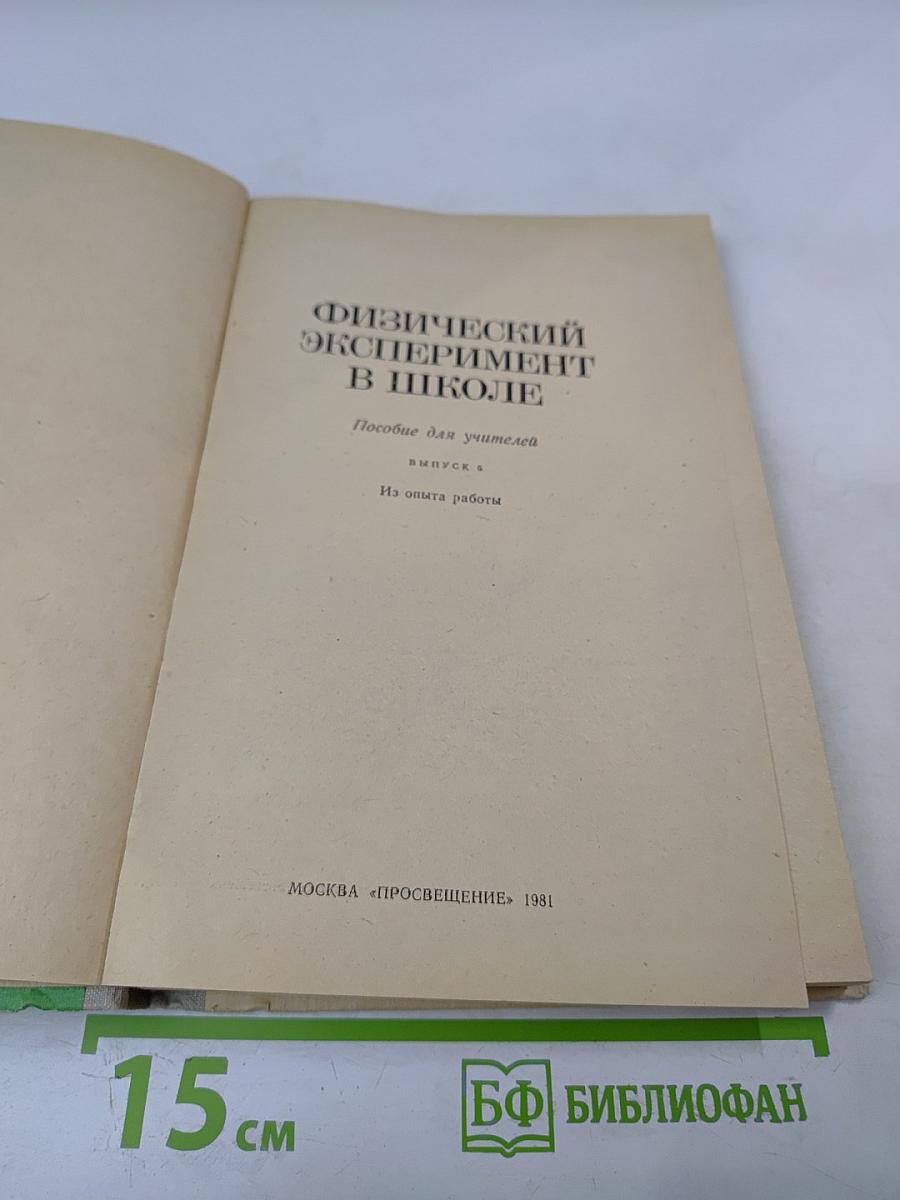 ФИЗИЧЕСКИЙ
ЭКСПЕРИМЕНТ
В ШКОЛЕ
Пособие для учителей
ВЫПУСК 6
Из опыта работы
МОСКВА «ПРОСВЕЩЕНИЕ» 1981
15 см
БФ БИБЛИОФАН